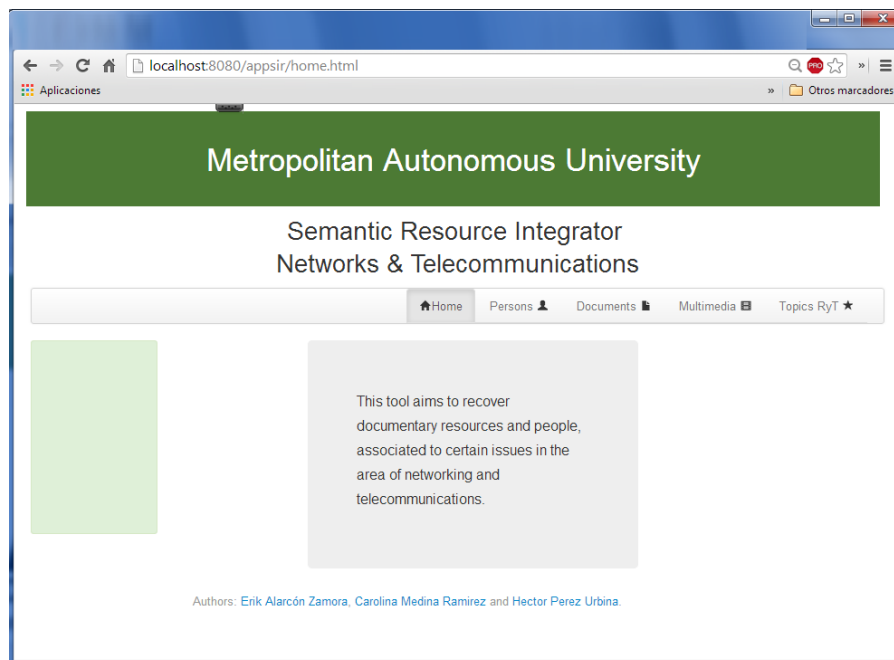 localhost:8080/appsir/home.html
PRO
»
Aplicaciones
» Otros marcadores
Metropolitan Autonomous University
Semantic Resource Integrator
Networks & Telecommunications
Home Persons Documents Multimedia Topics RyT
This tool aims to recover
documentary resources and people,
associated to certain issues in the
area of networking and
telecommunications.
Authors: Erik Alarcón Zamora, Carolina Medina Ramirez and Hector Perez Urbina.